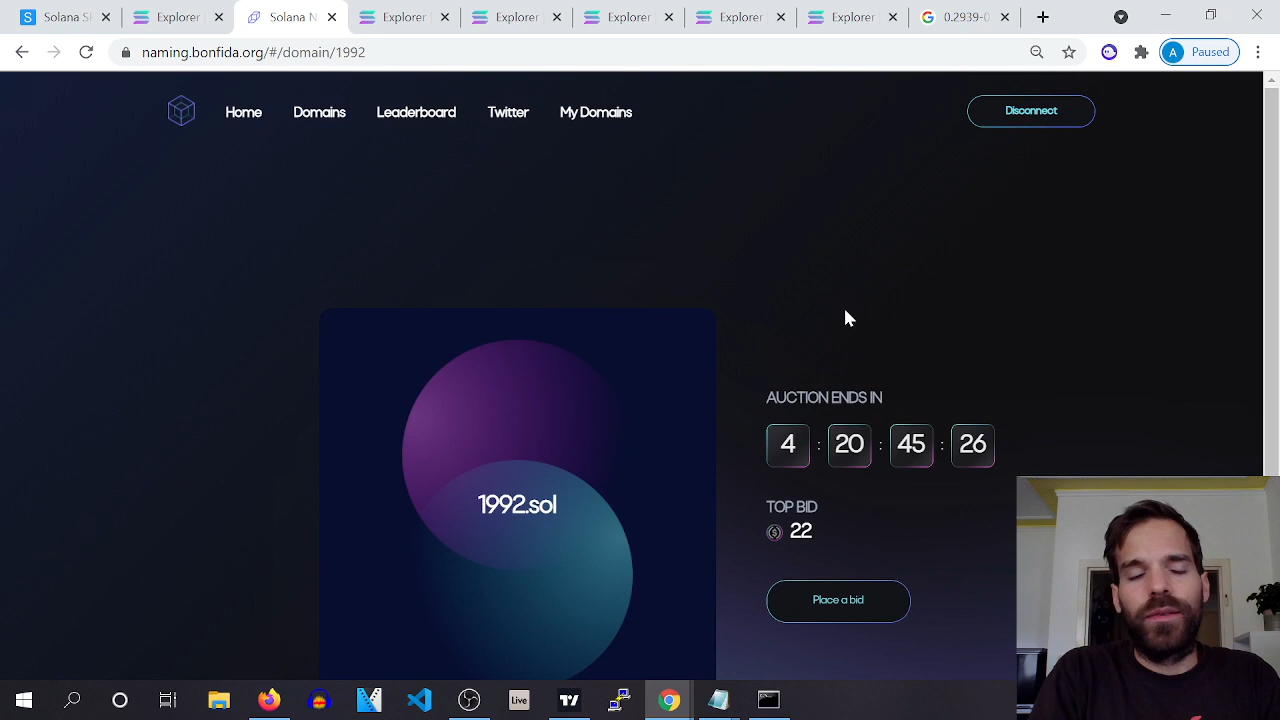 Solana S
Explorer
Solana N
Explorer
Explorer
Explorer
Explorer
Explorer
0.2939-0
naming.bonfida.org/#/domain/1992
A Paused
Home
Domains
Leaderboard
Twitter
My Domains
Disconnect
1992.sol
AUCTION ENDS IN
4 : 20 : 45 : 26
TOP BID
22
Place a bid
Live